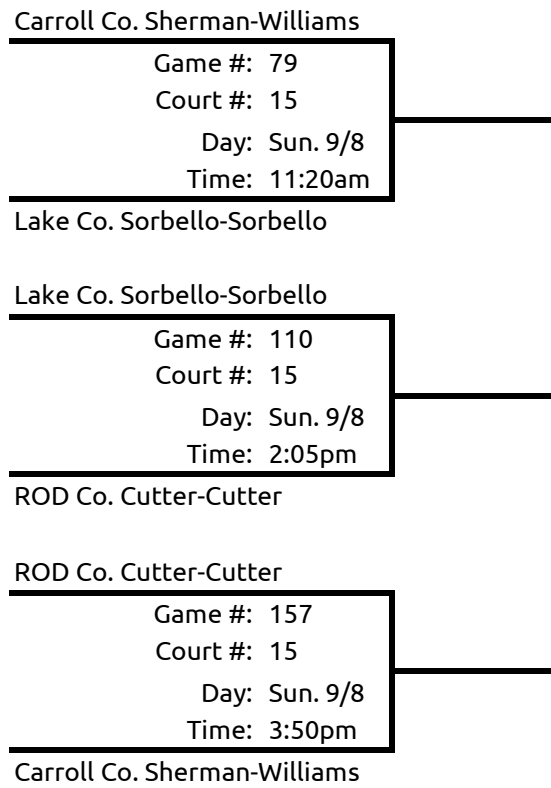 Carroll Co. Sherman-Williams
Game #: 79
Court #: 15
Day: Sun. 9/8
Time: 11:20am
Lake Co. Sorbello-Sorbello
Lake Co. Sorbello-Sorbello
Game #: 110
Court #: 15
Day: Sun. 9/8
Time: 2:05pm
ROD Co. Cutter-Cutter
ROD Co. Cutter-Cutter
Game #: 157
Court #: 15
Day: Sun. 9/8
Time: 3:50pm
Carroll Co. Sherman-Williams